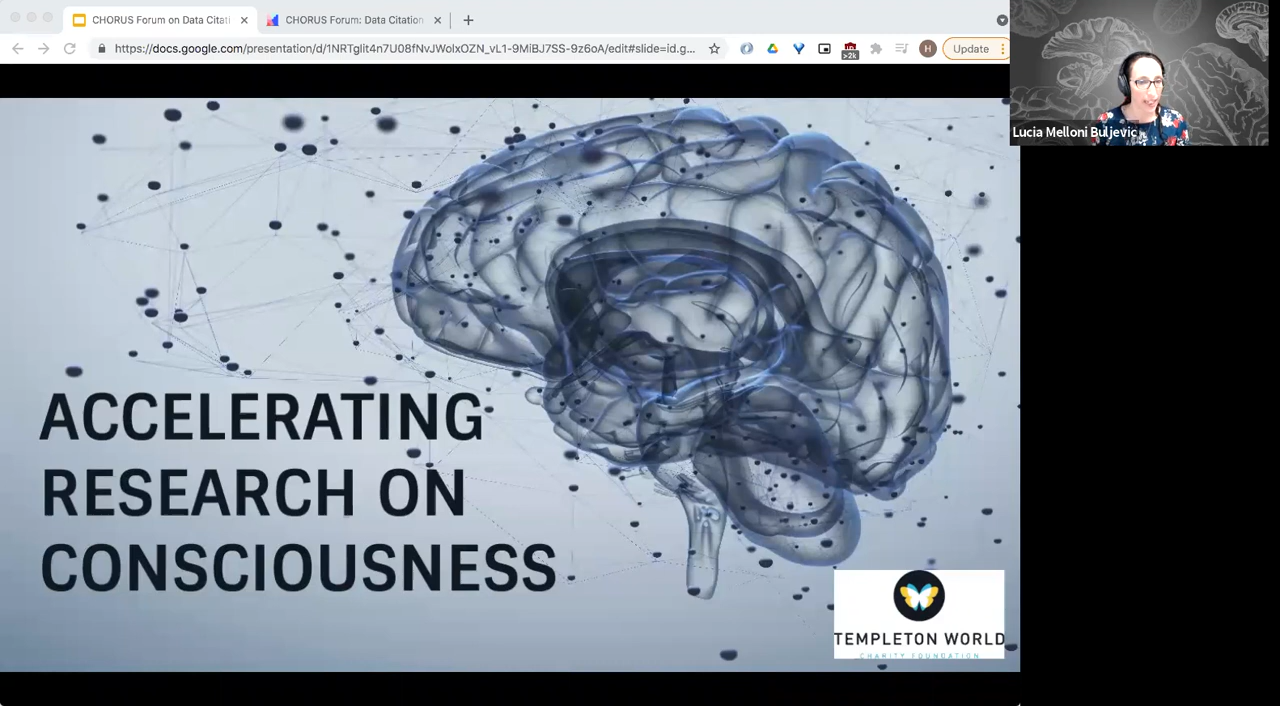 CHORUS Forum on Data Citati
CHORUS Forum: Data Citation
https://docs.google.com/presentation/d/1NRTglit4n7U08fNvJWolxOZN_vL1-9MiBJ7SS-9z6oA/edit#slide=id.g...
>2k
H
Update
Lucia Melloni Buljevic
ACCELERATING
RESEARCH ON
CONSCIOUSNESS
TEMPLETON WORLD
CHARITY FOUNDATION